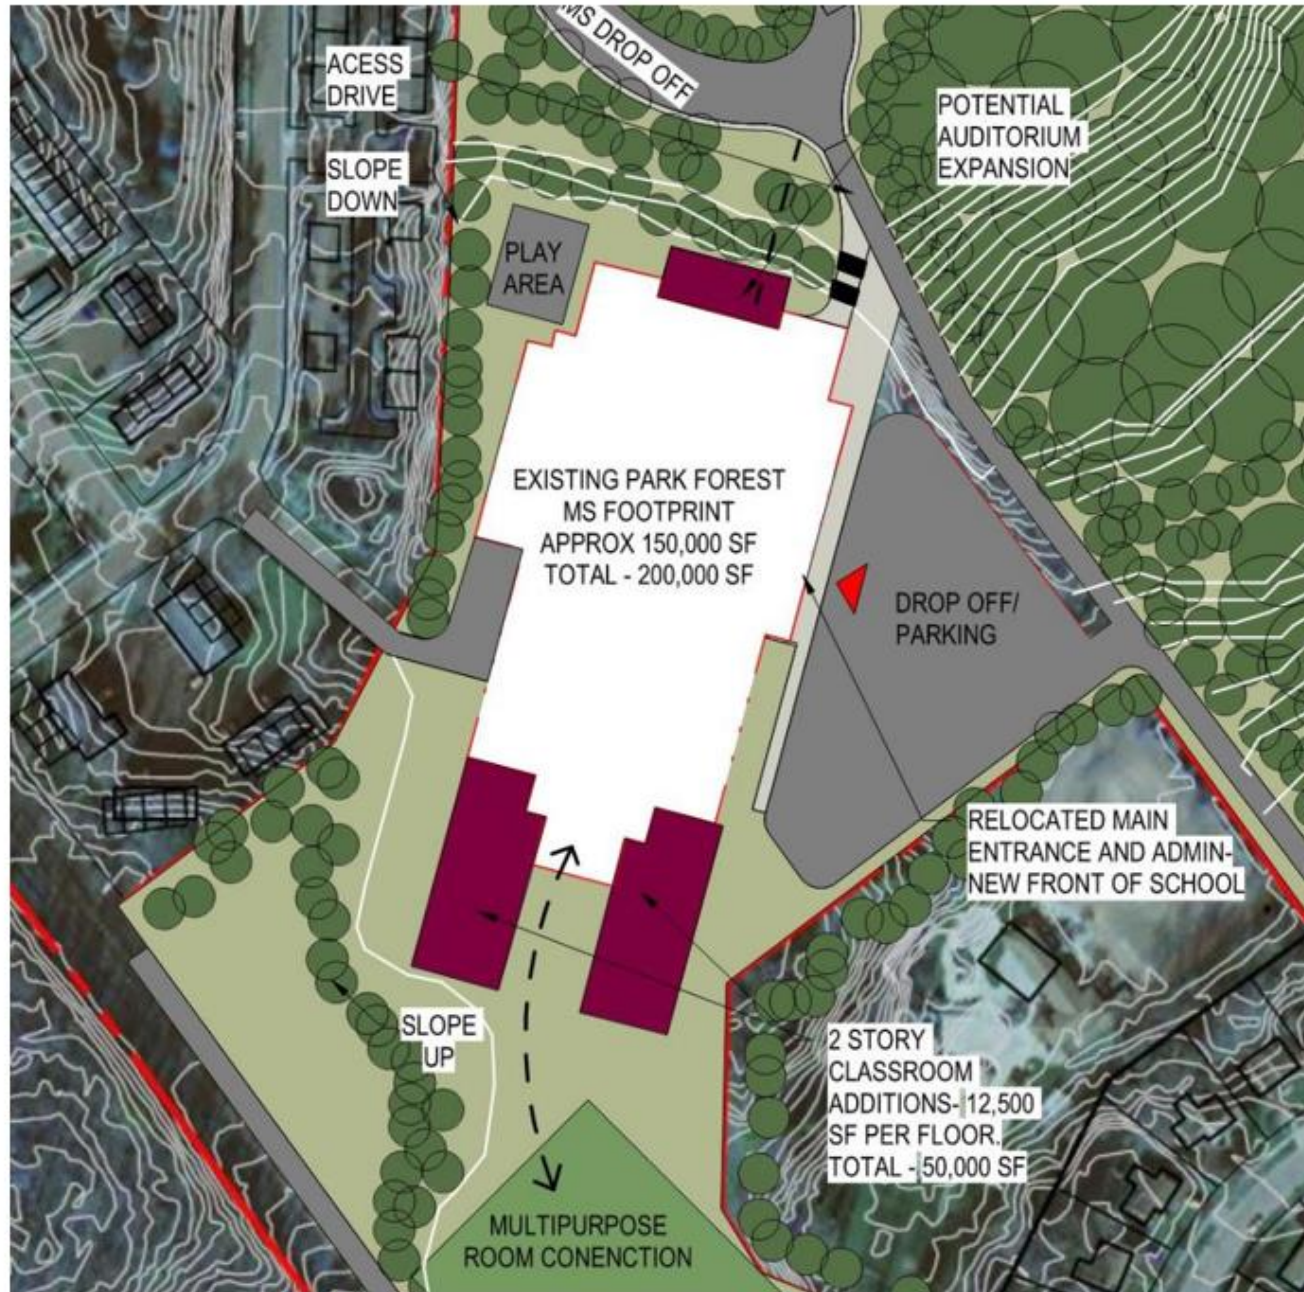 MS DROP OFF
ACESS
DRIVE
SLOPE
DOWN
POTENTIAL
AUDITORIUM
EXPANSION
PLAY
AREA
EXISTING PARK FOREST
MS FOOTPRINT
APPROX 150,000 SF
TOTAL - 200,000 SF
DROP OFF/
PARKING
RELOCATED MAIN
ENTRANCE AND ADMIN-
NEW FRONT OF SCHOOL
SLOPE
UP
2 STORY
CLASSROOM
ADDITIONS- 12,500
SF PER FLOOR.
TOTAL - 50,000 SF
MULTIPURPOSE
ROOM CONENCTION